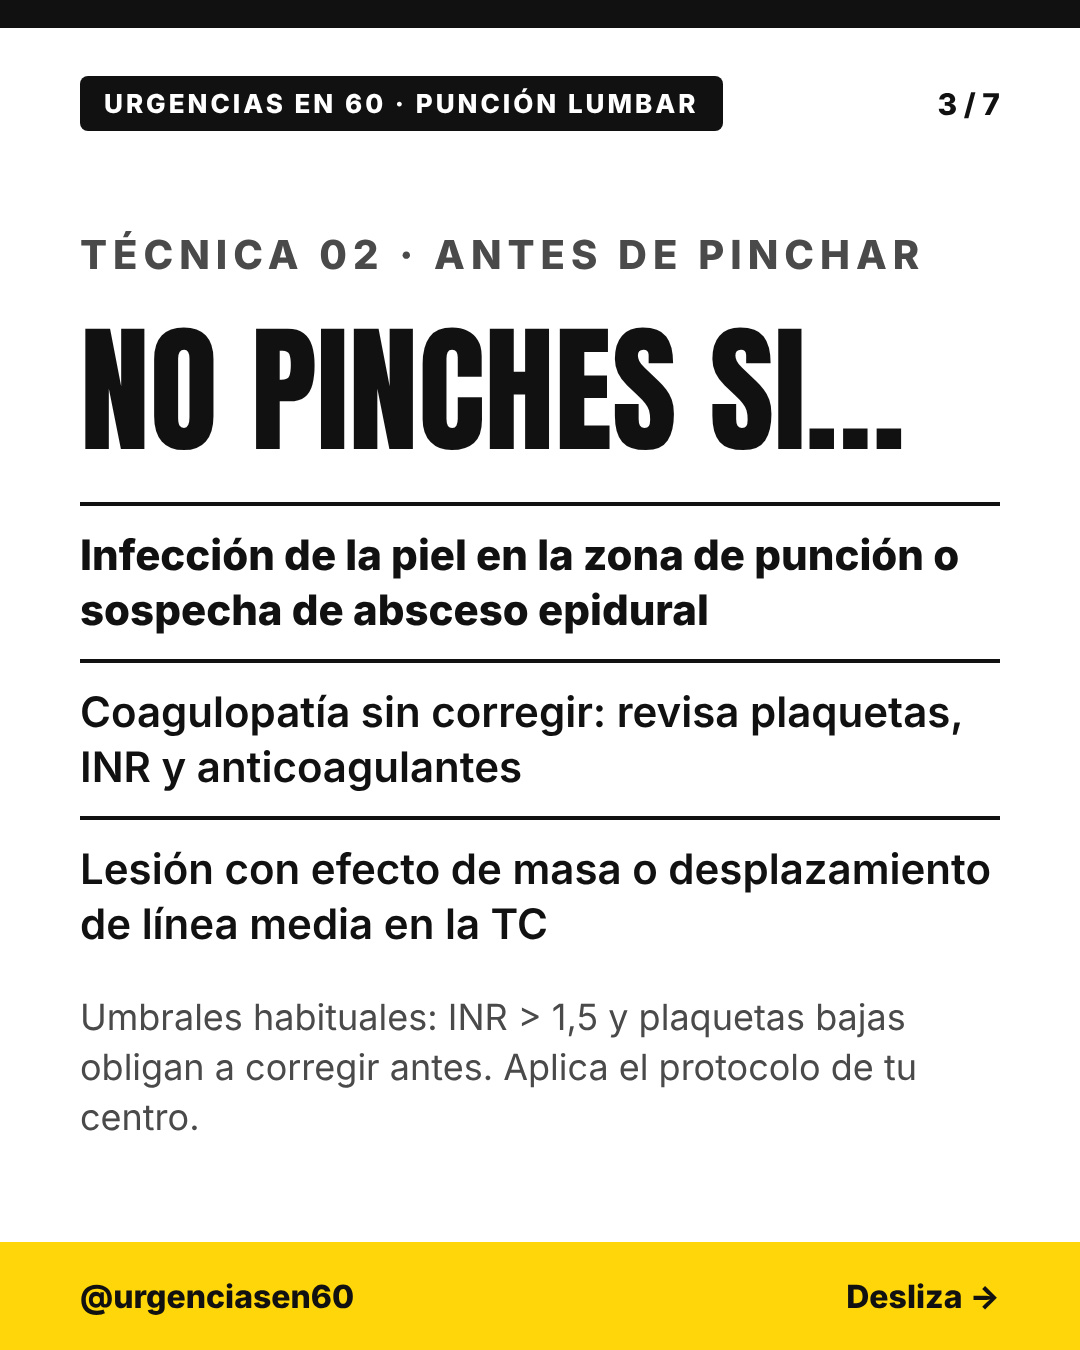 URGENCIAS EN 60 · PUNCIÓN LUMBAR
3 / 7
TÉCNICA 02 · ANTES DE PINCHAR
NO PINCHES SI...
Infección de la piel en la zona de punción o
sospecha de absceso epidural
Coagulopatía sin corregir: revisa plaquetas,
INR y anticoagulantes
Lesión con efecto de masa o desplazamiento
de línea media en la TC
Umbrales habituales: INR > 1,5 y plaquetas bajas
obligan a corregir antes. Aplica el protocolo de tu
centro.
@urgenciasen60
Desliza →